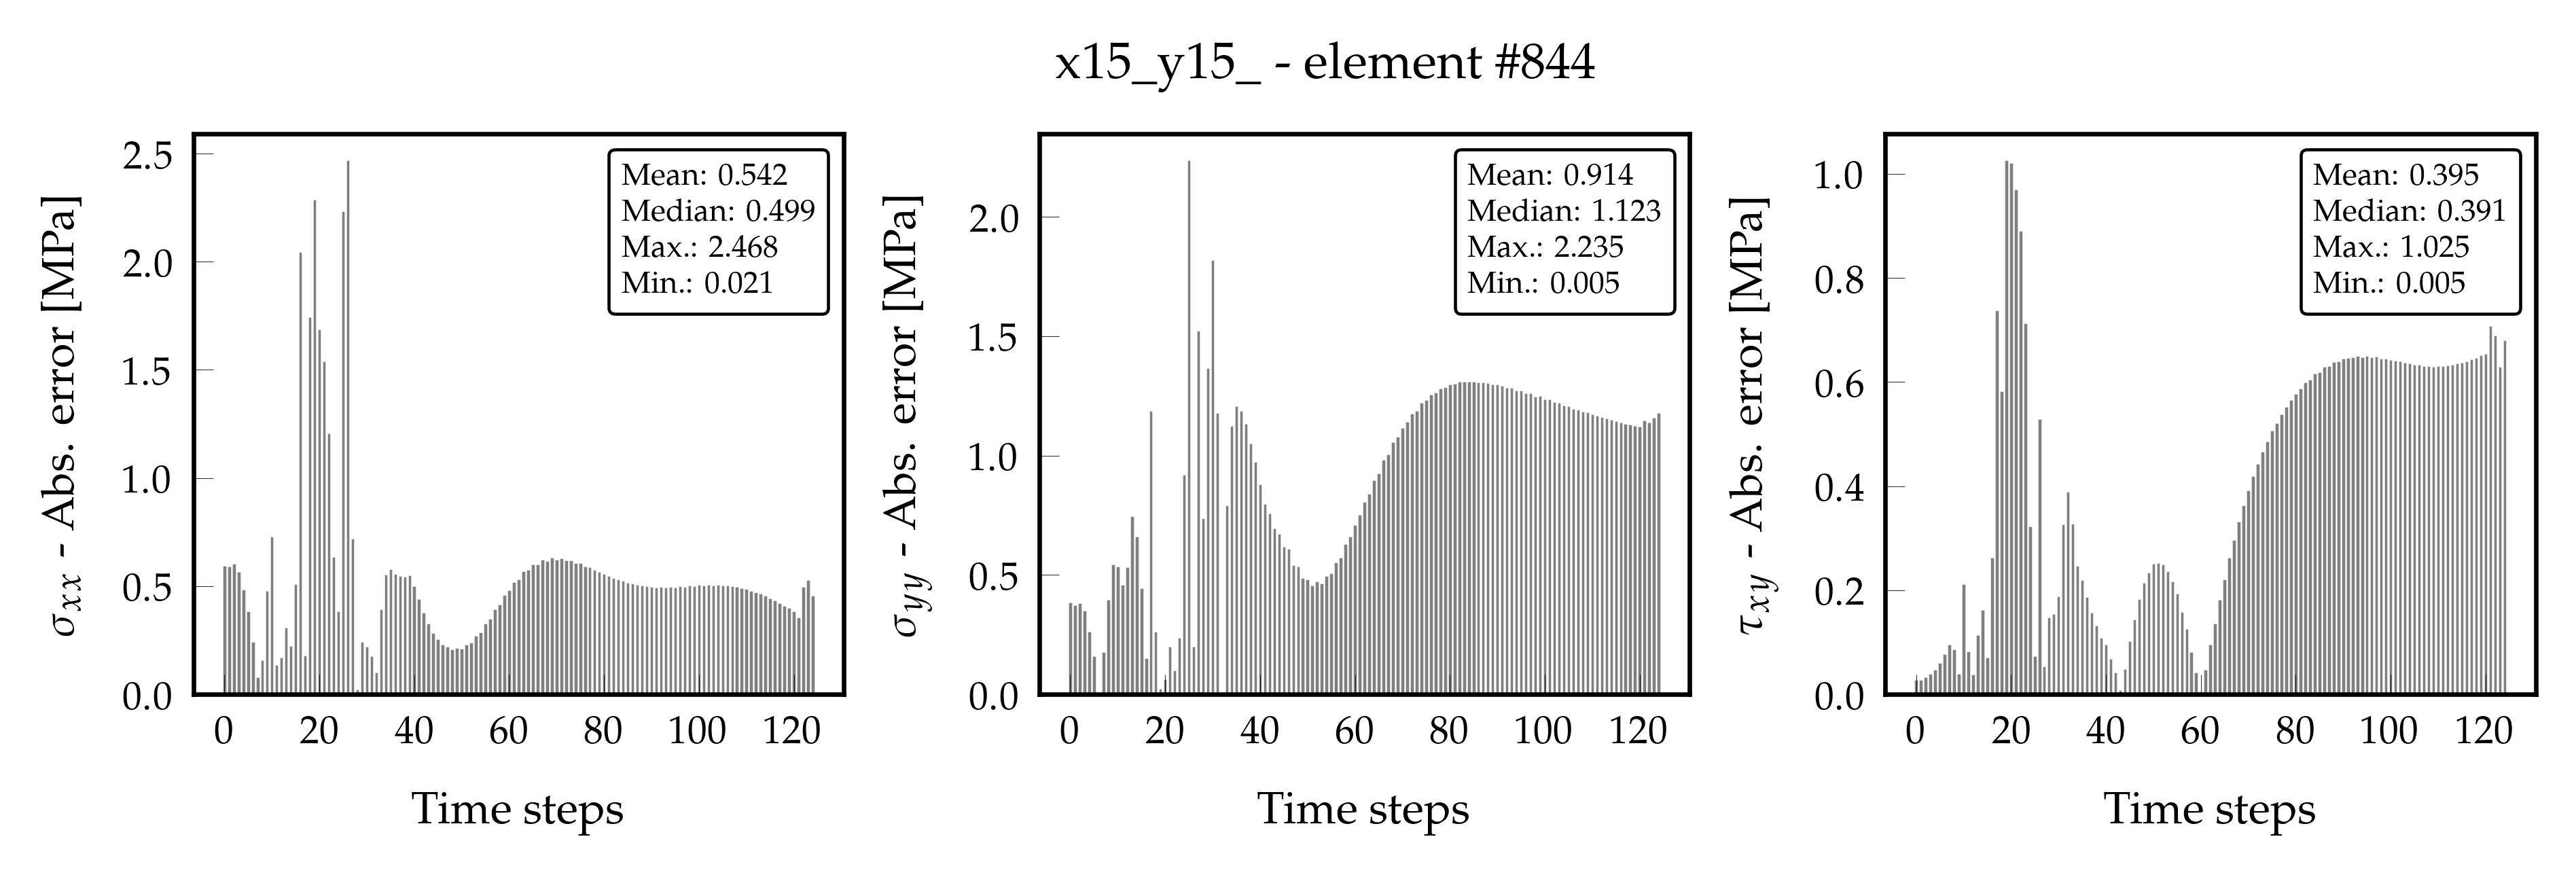 x15_y15_ - element #844
σxx - Abs. error [MPa]
2.5
2.0
1.5
1.0
0.5
0.0
0 20 40 60 80 100 120
Time steps
Mean: 0.542
Median: 0.499
Max.: 2.468
Min.: 0.021
σyy - Abs. error [MPa]
2.0
1.5
1.0
0.5
0.0
0 20 40 60 80 100 120
Time steps
Mean: 0.914
Median: 1.123
Max.: 2.235
Min.: 0.005
τxy - Abs. error [MPa]
1.0
0.8
0.6
0.4
0.2
0.0
0 20 40 60 80 100 120
Time steps
Mean: 0.395
Median: 0.391
Max.: 1.025
Min.: 0.005